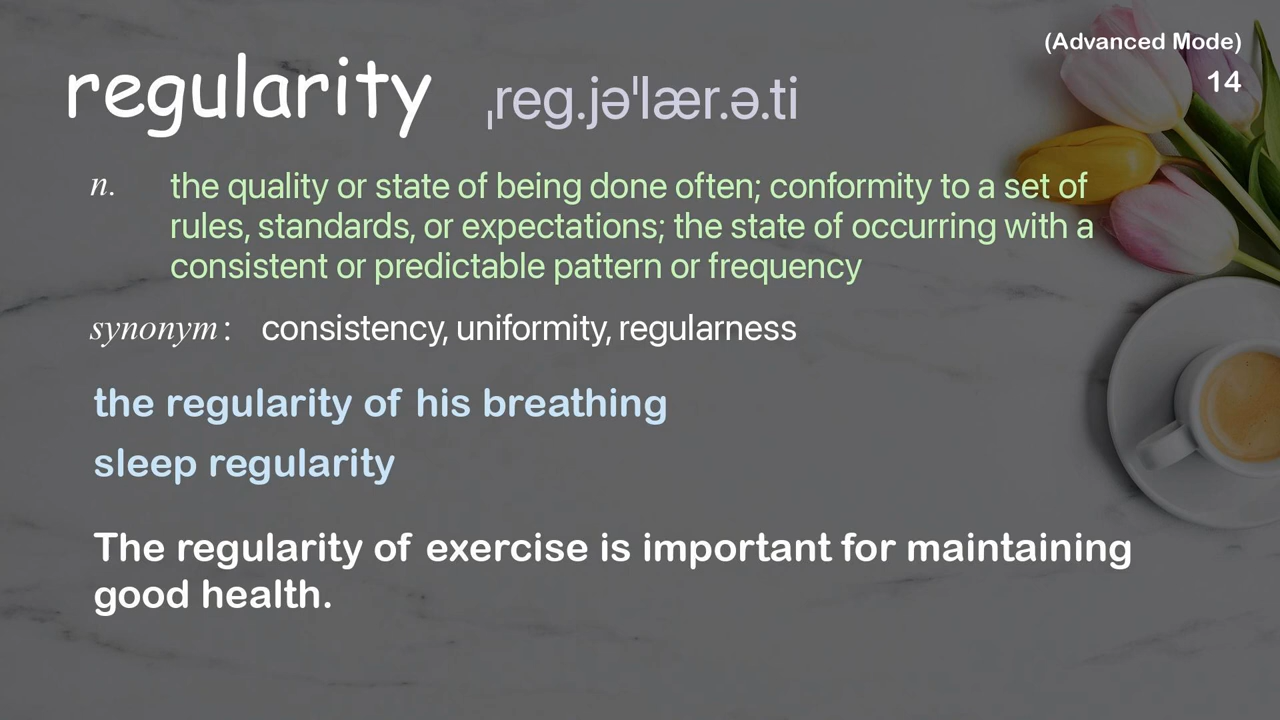 (Advanced Mode)
14
regularity ˌreg.jəˈlær.ə.ti
n. the quality or state of being done often; conformity to a set of
rules, standards, or expectations; the state of occurring with a
consistent or predictable pattern or frequency
synonym: consistency, uniformity, regularness
the regularity of his breathing
sleep regularity
The regularity of exercise is important for maintaining
good health.